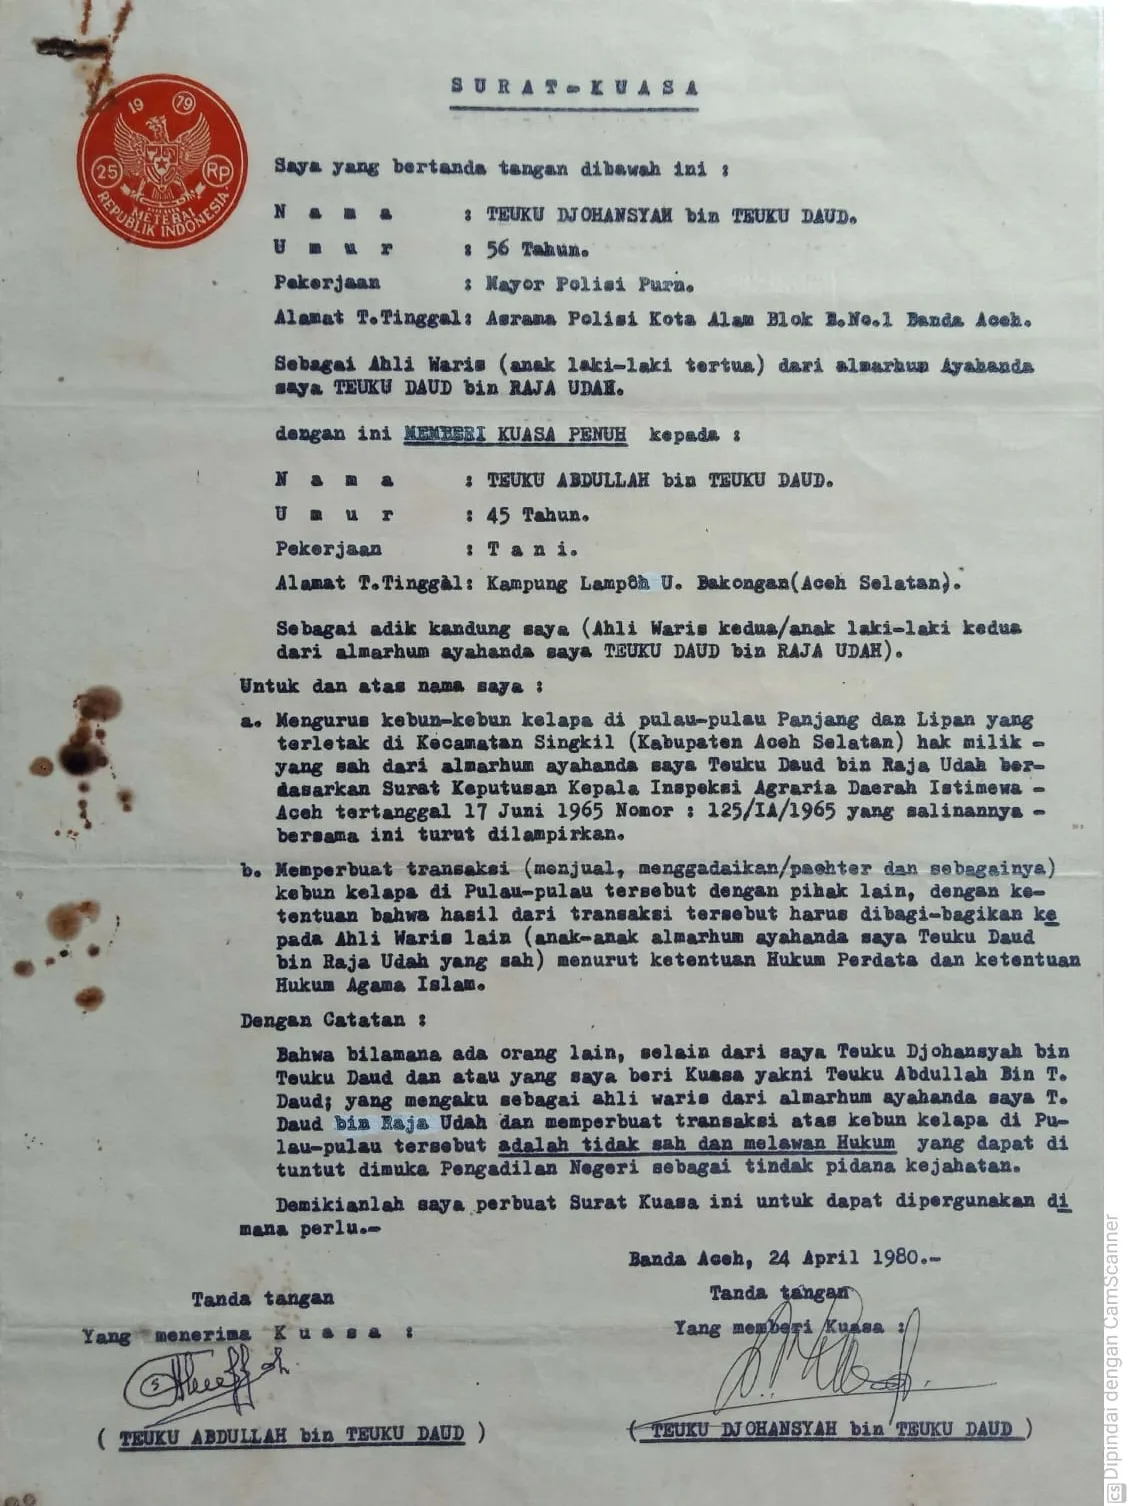 SURAT-KUASA
19 79
25 Rp
METERAI
REPUBLIK INDONESIA
Saya yang bertanda tangan dibawah ini :
N a m a : TEUKU DJOHANSYAH bin TEUKU DAUD.
U m u r : 56 Tahun.
Pekerjaan : Mayor Polisi Purn.
Alamat T.Tinggal: Asrama Polisi Kota Alam Blok B.No.1 Banda Aceh.
Sebagai Ahli Waris (anak laki-laki tertua) dari almarhum Ayahanda
saya TEUKU DAUD bin RAJA UDAH.
dengan ini MEMBERI KUASA PENUH kepada :
N a m a : TEUKU ABDULLAH bin TEUKU DAUD.
U m u r : 45 Tahun.
Pekerjaan : T a n i.
Alamat T.Tinggal: Kampung Lampôh U. Bakongan(Aceh Selatan).
Sebagai adik kandung saya (Ahli Waris kedua/anak laki-laki kedua
dari almarhum ayahanda saya TEUKU DAUD bin RAJA UDAH).
Untuk dan atas nama saya :
a. Mengurus kebun-kebun kelapa di pulau-pulau Panjang dan Lipan yang
terletak di Kecamatan Singkil (Kabupaten Aceh Selatan) hak milik -
yang sah dari almarhum ayahanda saya Teuku Daud bin Raja Udah ber-
dasarkan Surat Keputusan Kepala Inspeksi Agraria Daerah Istimewa -
Aceh tertanggal 17 Juni 1965 Nomor : 125/IA/1965 yang salinannya -
bersama ini turut dilampirkan.
b. Memperbuat transaksi (menjual, menggadaikan/pachter dan sebagainya)
kebun kelapa di Pulau-pulau tersebut dengan pihak lain, dengan ke-
tentuan bahwa hasil dari transaksi tersebut harus dibagi-bagikan ke
pada Ahli Waris lain (anak-anak almarhum ayahanda saya Teuku Daud
bin Raja Udah yang sah) menurut ketentuan Hukum Perdata dan ketentuan
Hukum Agama Islam.
Dengan Catatan :
Bahwa bilamana ada orang lain, selain dari saya Teuku Djohansyah bin
Teuku Daud dan atau yang saya beri Kuasa yakni Teuku Abdullah Bin T.
Daud; yang mengaku sebagai ahli waris dari almarhum ayahanda saya T.
Daud bin Raja Udah dan memperbuat transaksi atas kebun kelapa di Pu-
lau-pulau tersebut adalah tidak sah dan melawan Hukum yang dapat di
tuntut dimuka Pengadilan Negeri sebagai tindak pidana kejahatan.
Demikianlah saya perbuat Surat Kuasa ini untuk dapat dipergunakan di
mana perlu.-
Banda Aceh, 24 April 1980.-
Tanda tangan
Yang menerima K u a s a :
Tanda tangan
Yang memberi Kuasa :
( TEUKU ABDULLAH bin TEUKU DAUD )
( TEUKU DJOHANSYAH bin TEUKU DAUD )
CS Dipindai dengan CamScanner